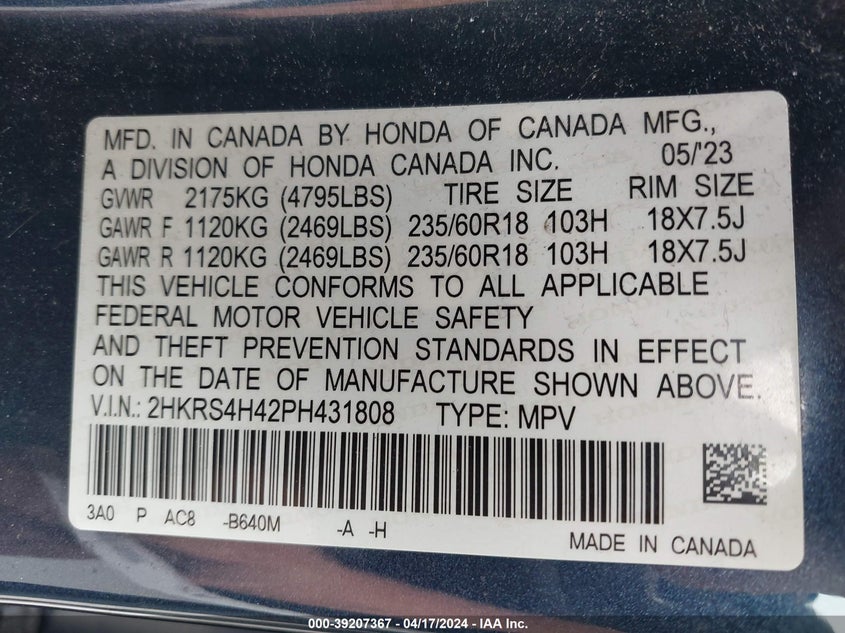 MFD. IN CANADA BY HONDA OF CANADA MFG.,
A DIVISION OF HONDA CANADA INC. 05/'23
GVWR 2175KG (4795LBS) TIRE SIZE RIM SIZE
GAWR F 1120KG (2469LBS) 235/60R18 103H 18X7.5J
GAWR R 1120KG (2469LBS) 235/60R18 103H 18X7.5J
THIS VEHICLE CONFORMS TO ALL APPLICABLE
FEDERAL MOTOR VEHICLE SAFETY
AND THEFT PREVENTION STANDARDS IN EFFECT
ON THE DATE OF MANUFACTURE SHOWN ABOVE.
V.I.N.: 2HKRS4H42PH431808 TYPE: MPV
3A0 P AC8 -B640M -A -H
MADE IN CANADA
000-39207367 - 04/17/2024 - IAA Inc.